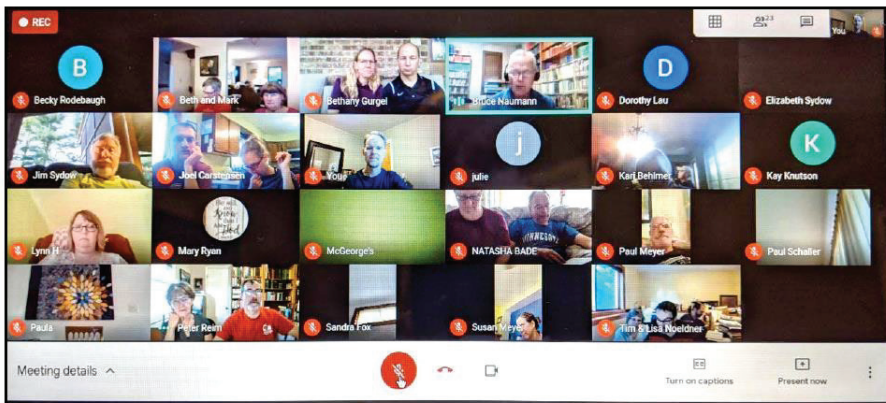 REC
23
You
B
Becky Rodebaugh
Beth and Mark
Bethany Gurgel
Bruce Naumann
D
Dorothy Lau
Elizabeth Sydow
Jim Sydow
Joel Carstensen
You
j
julie
Kari Behlmer
K
Kay Knutson
Lynn H
Mary Ryan
McGeorge's
NATASHA BADE
MINNESOTA
Paul Meyer
Paul Schaller
Paula
Peter Reim
Sandra Fox
Susan Meyer
Tim & Lisa Noeldner
Meeting details
CC
Turn on captions
Present now